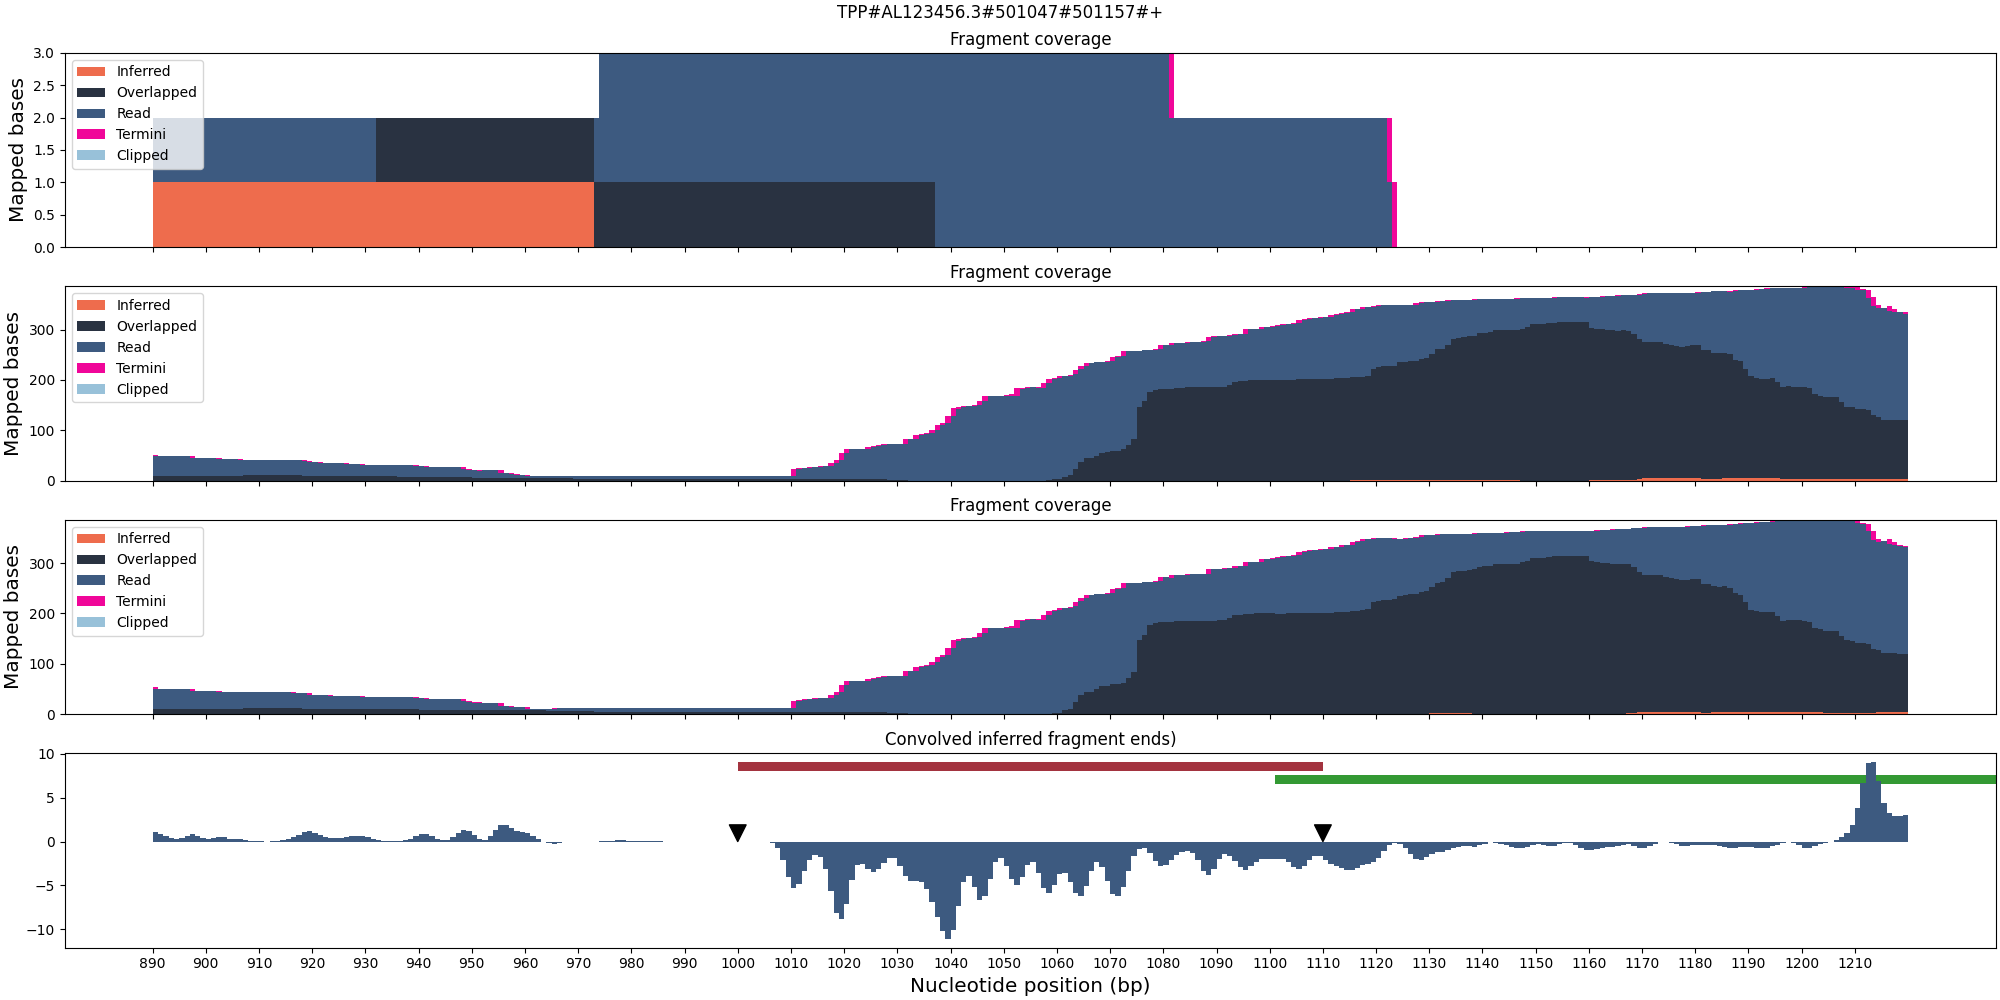 TPP#AL123456.3#501047#501157#+
Fragment coverage
Mapped bases
3.0
2.5
2.0
1.5
1.0
0.5
0.0
Inferred
Overlapped
Read
Termini
Clipped
Fragment coverage
Mapped bases
300
200
100
0
Inferred
Overlapped
Read
Termini
Clipped
Fragment coverage
Mapped bases
300
200
100
0
Inferred
Overlapped
Read
Termini
Clipped
Convolved inferred fragment ends)
10
5
0
−5
−10
890 900 910 920 930 940 950 960 970 980 990 1000 1010 1020 1030 1040 1050 1060 1070 1080 1090 1100 1110 1120 1130 1140 1150 1160 1170 1180 1190 1200 1210
Nucleotide position (bp)